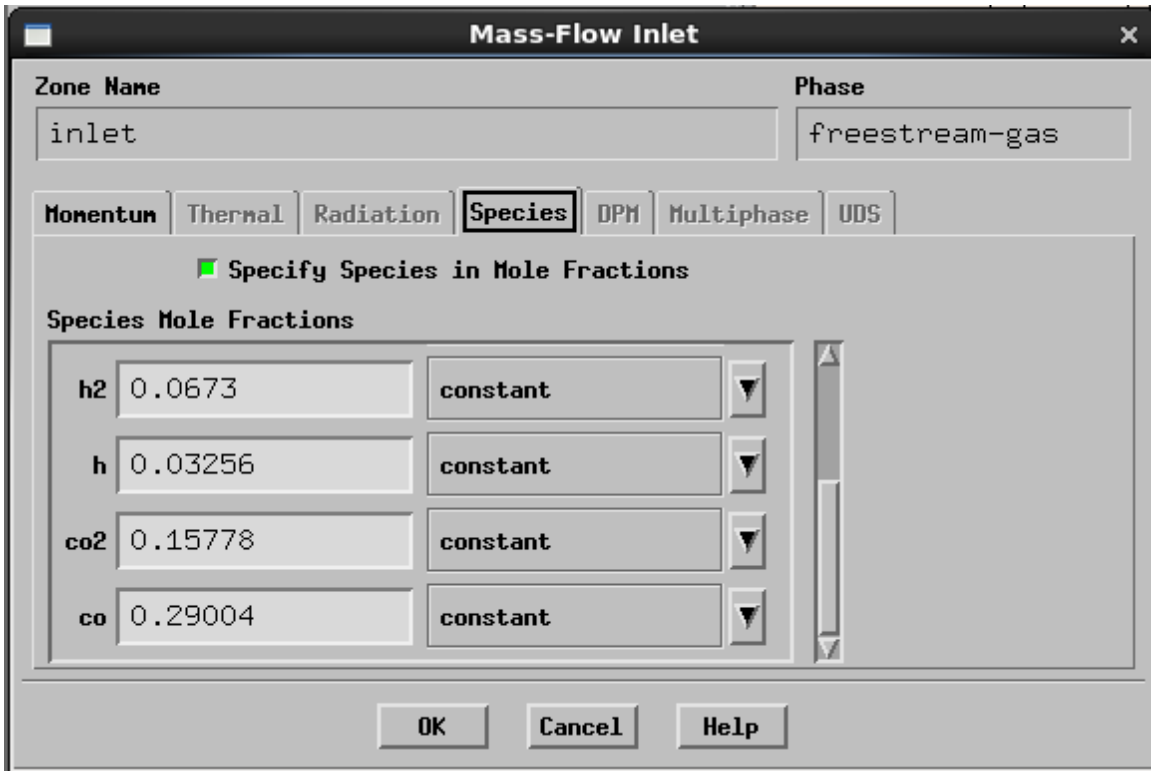 Mass-Flow Inlet
Zone Name Phase
inlet freestream-gas
Momentum Thermal Radiation Species DPM Multiphase UDS
Specify Species in Mole Fractions
Species Mole Fractions
h2 0.0673 constant
h 0.03256 constant
co2 0.15778 constant
co 0.29004 constant
OK Cancel Help